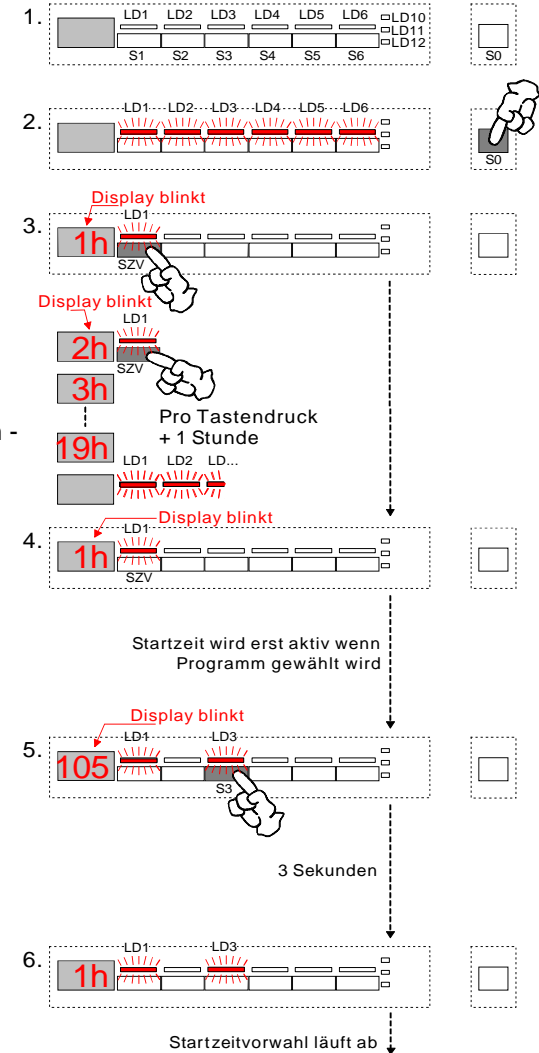 1.
LD1 LD2 LD3 LD4 LD5 LD6
LD10
LD11
LD12
S1 S2 S3 S4 S5 S6
S0
2.
LD1 LD2 LD3 LD4 LD5 LD6
S0
Display blinkt
LD1
3.
1h
SZV
Display blinkt
LD1
2h
SZV
3h
Pro Tastendruck
+ 1 Stunde
-
19h
LD1 LD2 LD...
Display blinkt
LD1
4.
1h
SZV
Startzeit wird erst aktiv wenn
Programm gewählt wird
Display blinkt
LD1 LD3
5.
105
S3
3 Sekunden
LD1 LD3
6.
1h
Startzeitvorwahl läuft ab